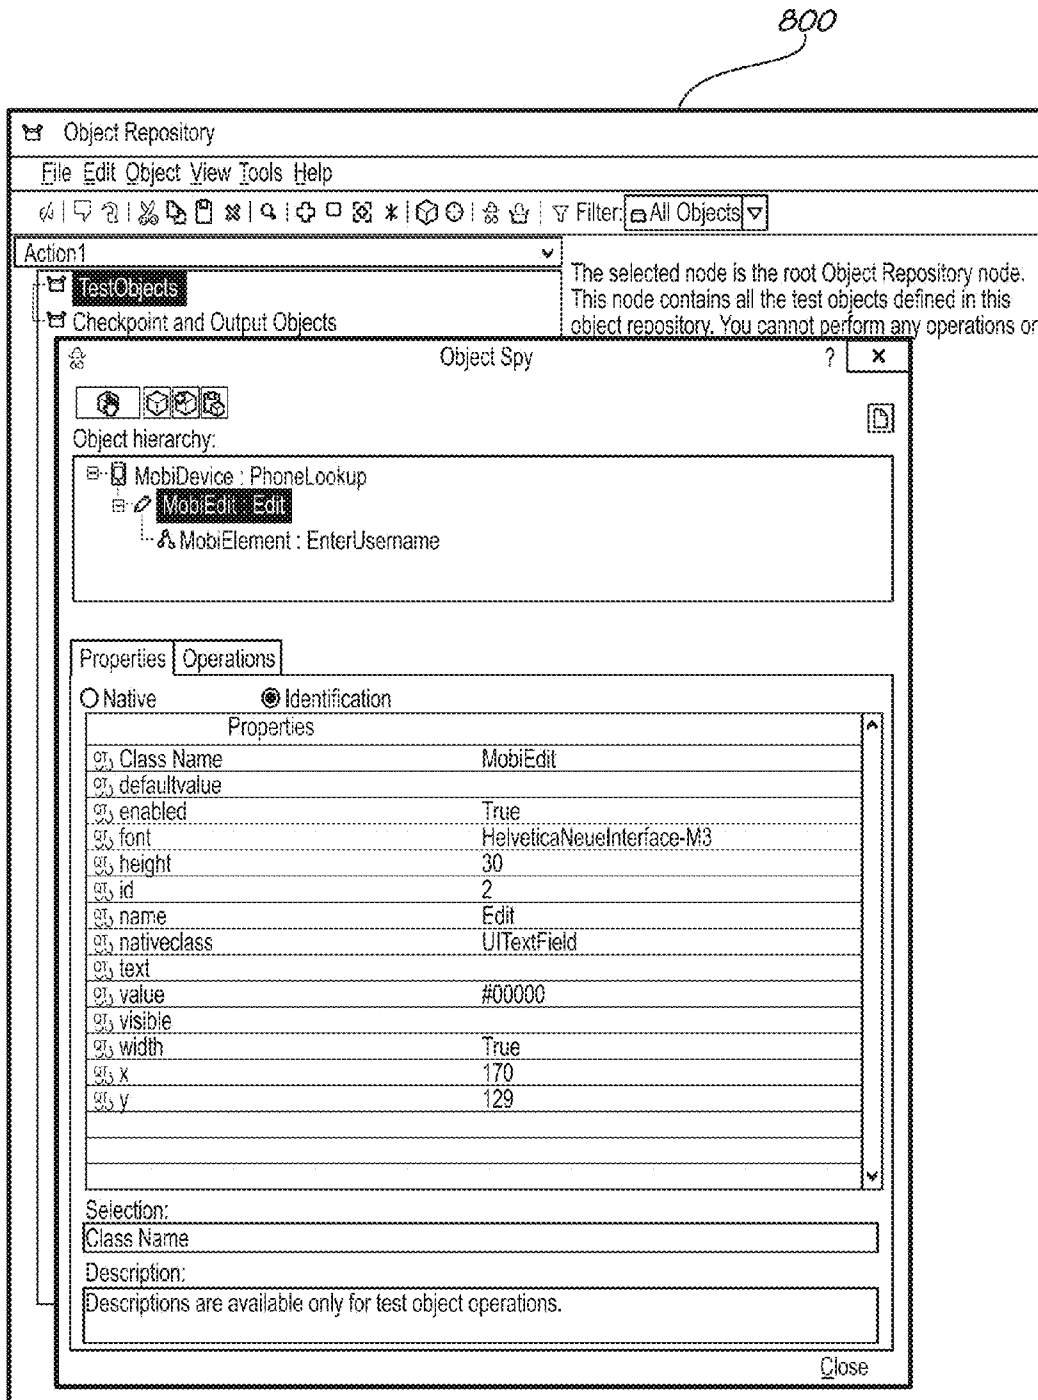 800
Object Repository
File Edit Object View Tools Help
Filter: All Objects
Action1
TestObjects
Checkpoint and Output Objects
The selected node is the root Object Repository node.
This node contains all the test objects defined in this
object repository. You cannot perform any operations or
Object Spy ?
Object hierarchy:
MobiDevice : PhoneLookup
MobiEdit : Edit
MobiElement : EnterUsername
Properties Operations
Native Identification
Properties
Class Name MobiEdit
defaultvalue
enabled True
font HelveticaNeueInterface-M3
height 30
id 2
name Edit
nativeclass UITextField
text
value #00000
visible
width True
x 170
y 129
Selection:
Class Name
Description:
Descriptions are available only for test object operations.
Close